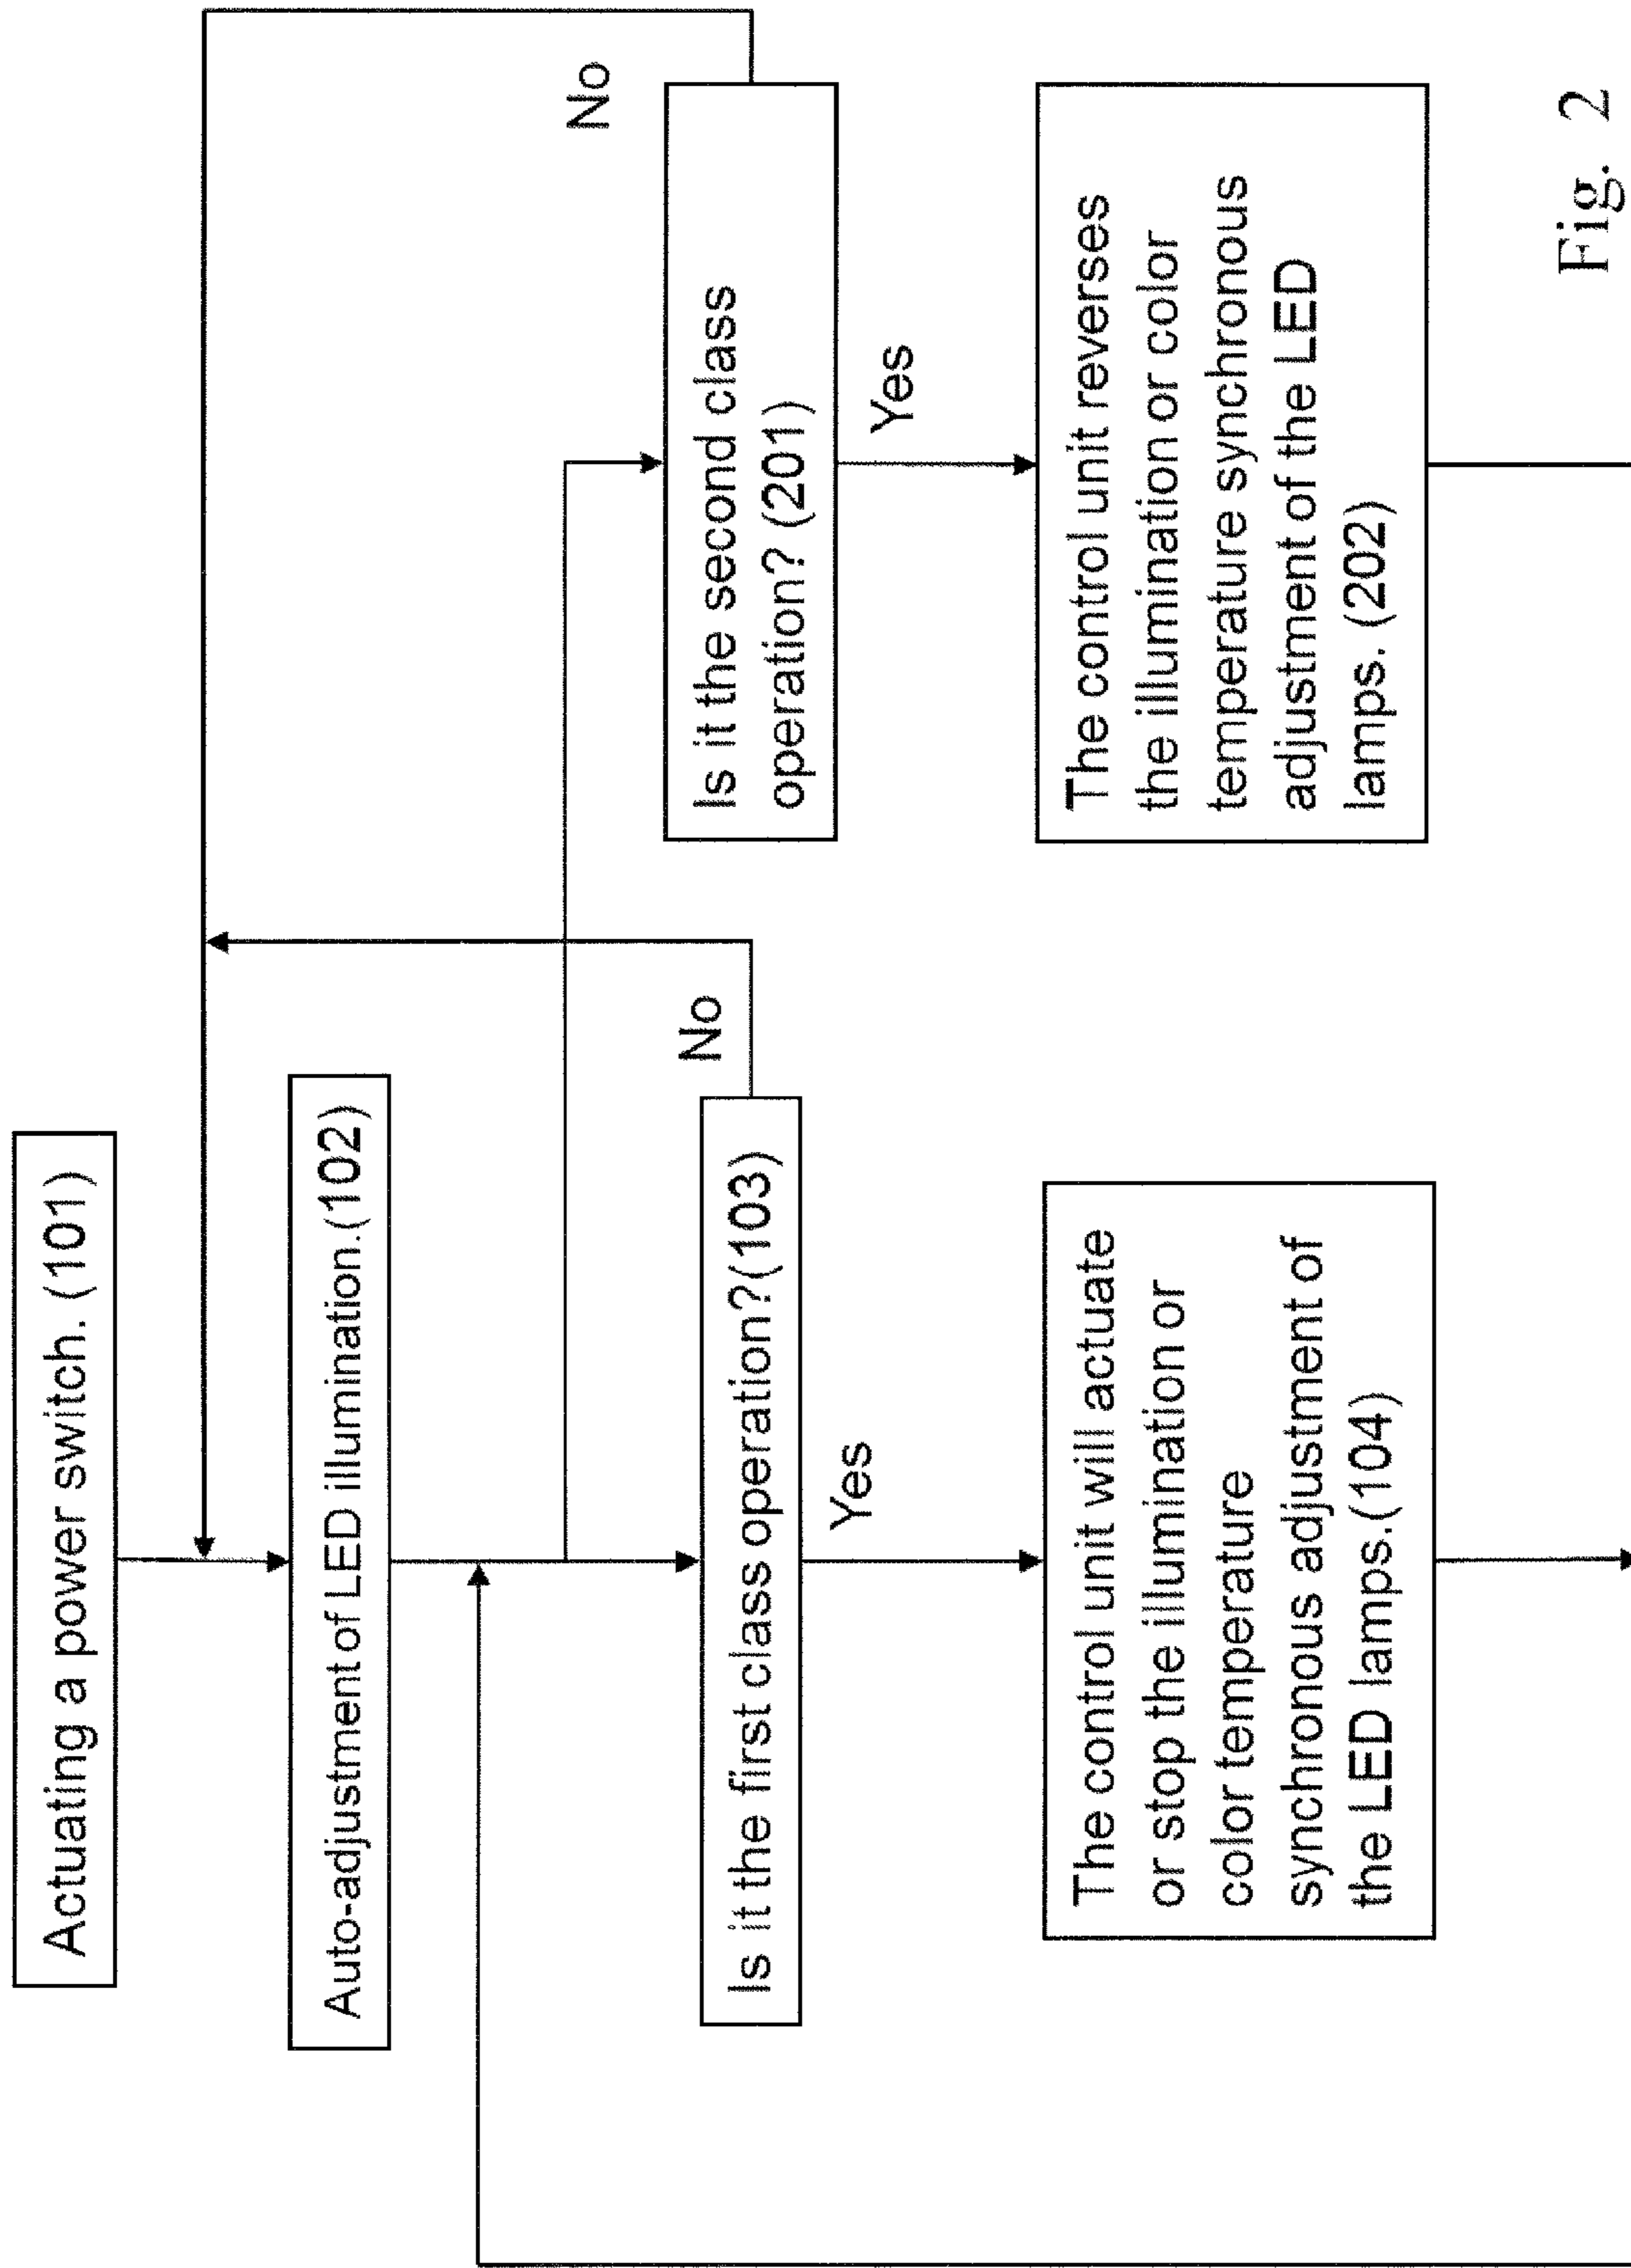 Actuating a power switch. (101)
Auto-adjustment of LED illumination.(102)
Is it the first class operation?(103)
No
Yes
The control unit will actuate
or stop the illumination or
color temperature
synchronous adjustment of
the LED lamps.(104)
Is it the second class
operation? (201)
No
Yes
The control unit reverses
the illumination or color
temperature synchronous
adjustment of the LED
lamps. (202)
Fig. 2